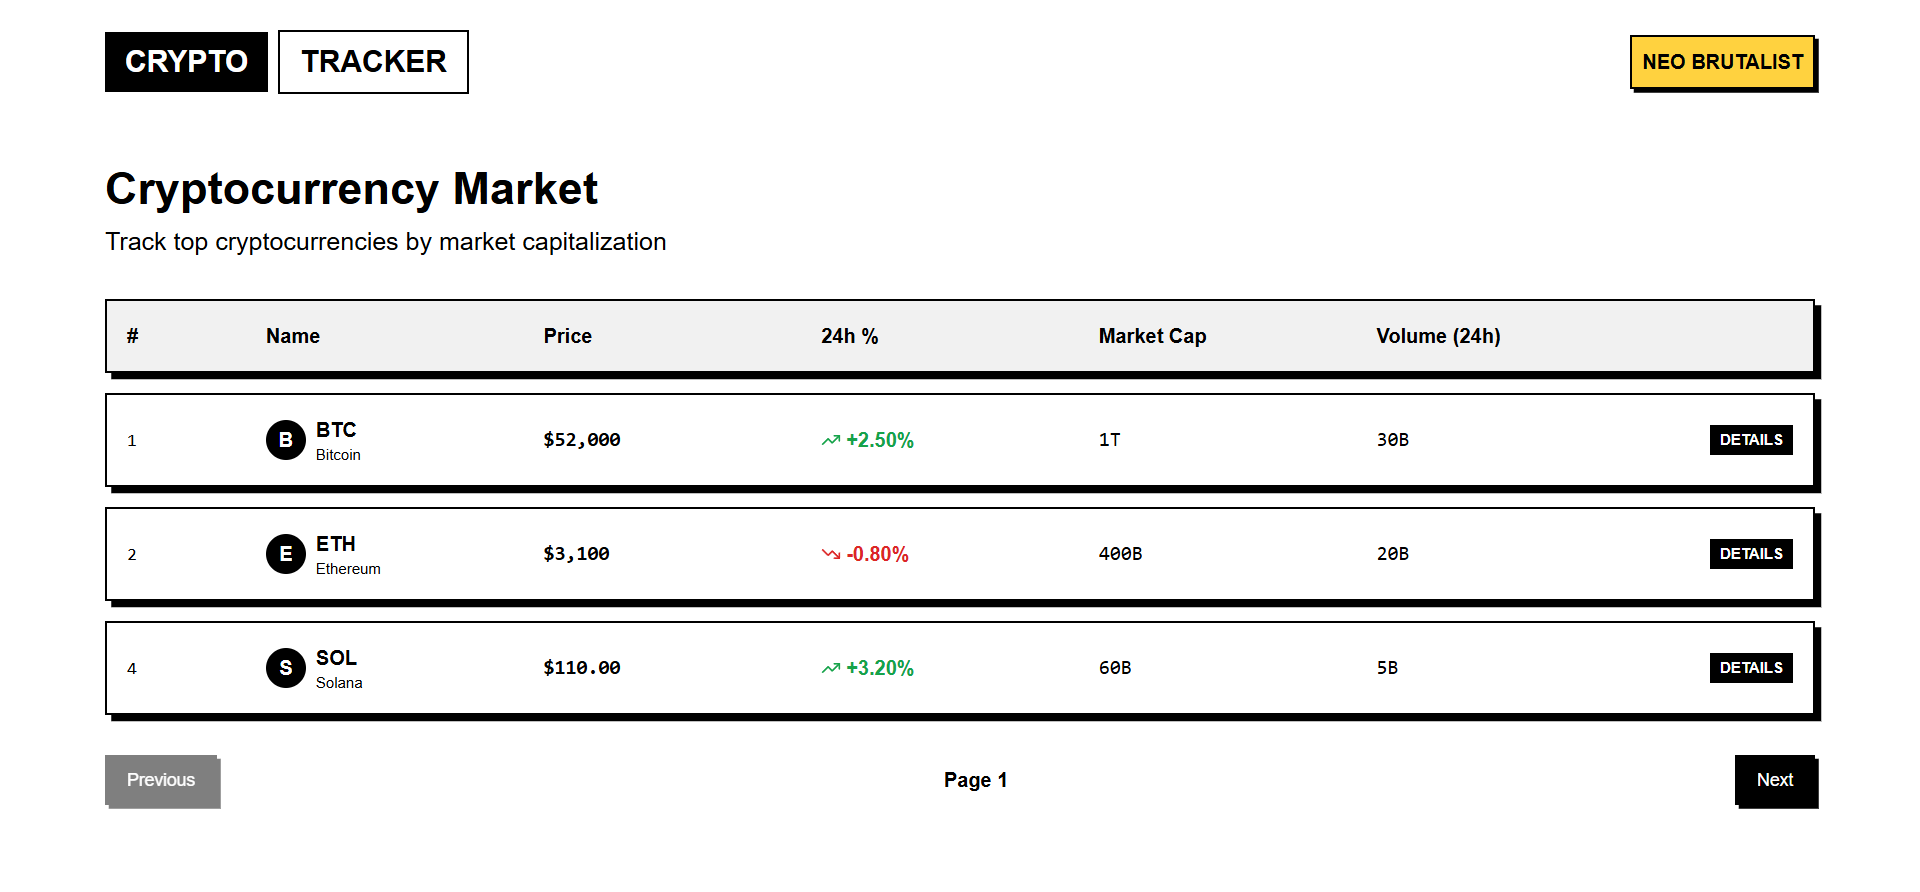 CRYPTO TRACKER NEO BRUTALIST
Cryptocurrency Market
Track top cryptocurrencies by market capitalization
# Name Price 24h % Market Cap Volume (24h)
1 B BTC Bitcoin $52,000 +2.50% 1T 30B DETAILS
2 E ETH Ethereum $3,100 -0.80% 400B 20B DETAILS
4 S SOL Solana $110.00 +3.20% 60B 5B DETAILS
Previous Page 1 Next